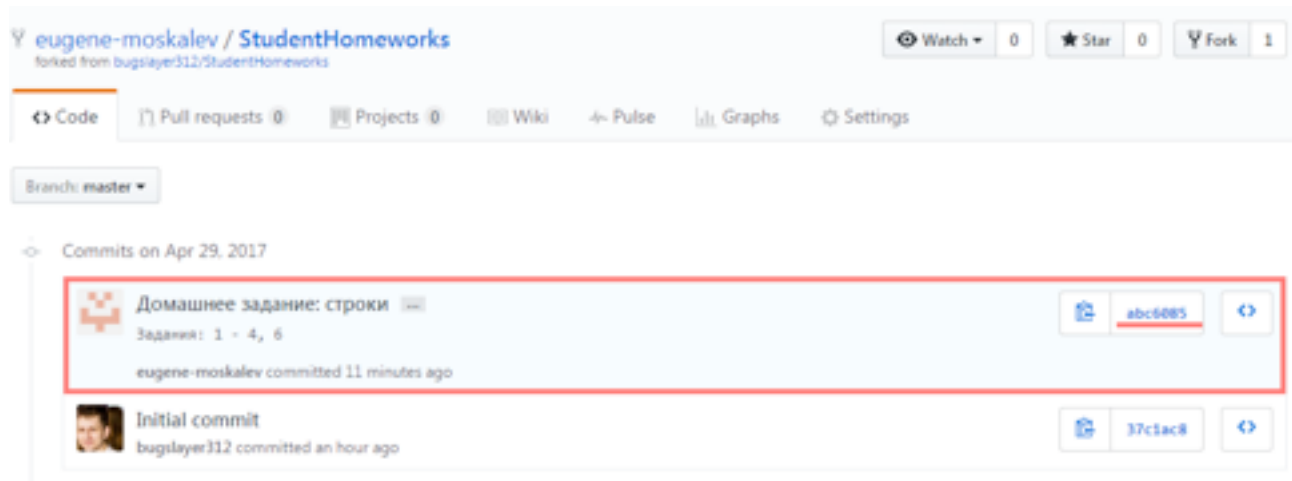 eugene-moskalev / StudentHomeworks
Watch 0 Star 0 Fork 1
forked from bugslayer312/StudentHomeworks
Code Pull requests 0 Projects 0 Wiki Pulse Graphs Settings
Branch: master
Commits on Apr 29, 2017
Домашнее задание: строки ...
abc6085
Задания: 1 - 4, 6
eugene-moskalev committed 11 minutes ago
Initial commit
37c1ac8
bugslayer312 committed an hour ago